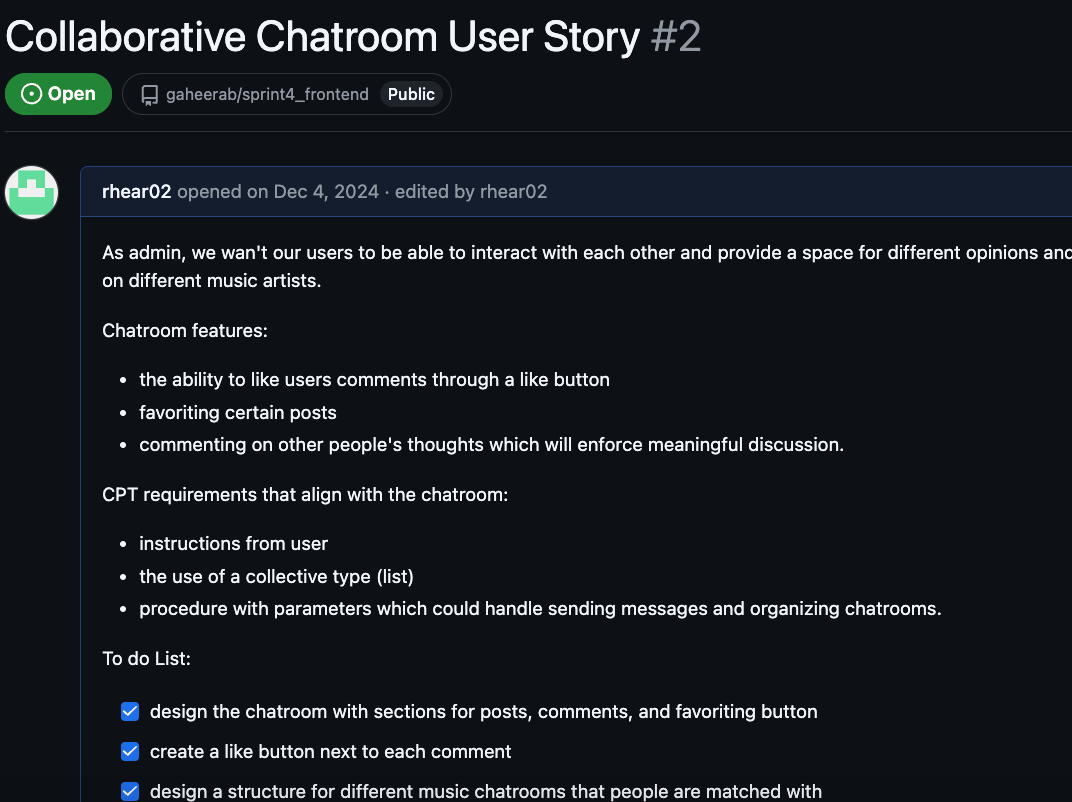 Collaborative Chatroom User Story #2
Open gaheerab/sprint4_frontend Public
rhear02 opened on Dec 4, 2024 · edited by rhear02
As admin, we wan't our users to be able to interact with each other and provide a space for different opinions and
on different music artists.
Chatroom features:
• the ability to like users comments through a like button
• favoriting certain posts
• commenting on other people's thoughts which will enforce meaningful discussion.
CPT requirements that align with the chatroom:
• instructions from user
• the use of a collective type (list)
• procedure with parameters which could handle sending messages and organizing chatrooms.
To do List:
design the chatroom with sections for posts, comments, and favoriting button
create a like button next to each comment
design a structure for different music chatrooms that people are matched with